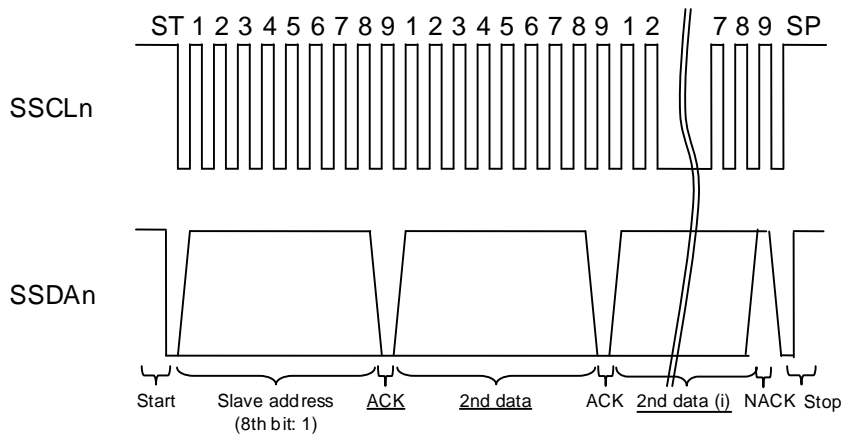 ST 1 2 3 4 5 6 7 8 9 1 2 3 4 5 6 7 8 9 1 2 7 8 9 SP
SSCLn
SSDAn
Start Slave address ACK 2nd data ACK 2nd data (i) NACK Stop
(8th bit: 1)